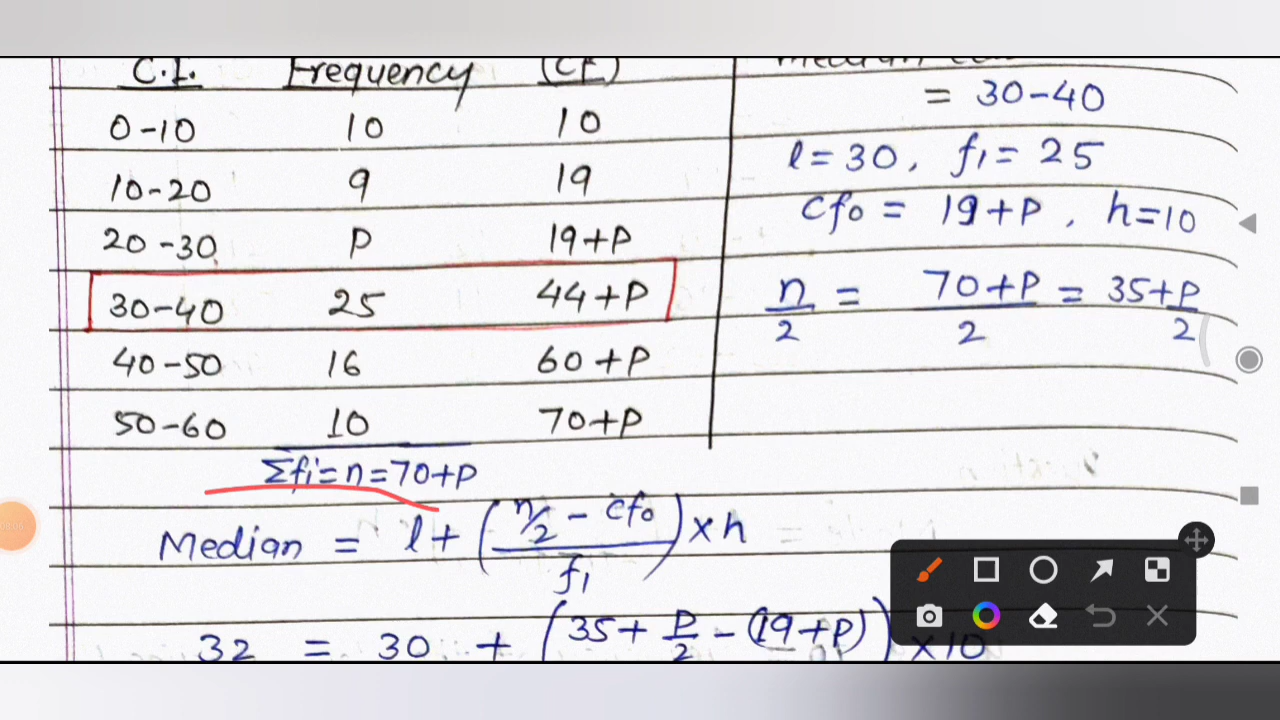 C.I. Frequency (CF)
0-10 10 10
10-20 9 19
20-30 P 19+P
30-40 25 44+P
40-50 16 60+P
50-60 10 70+P
Σfi=n=70+P
= 30-40
l=30, f1=25
cf0 = 19+P, h=10
n/2 = 70+P/2 = 35+P/2
Median = l+(n/2 - cf0/f1)×h
32 = 30 + (35+P/2-(19+P))×10